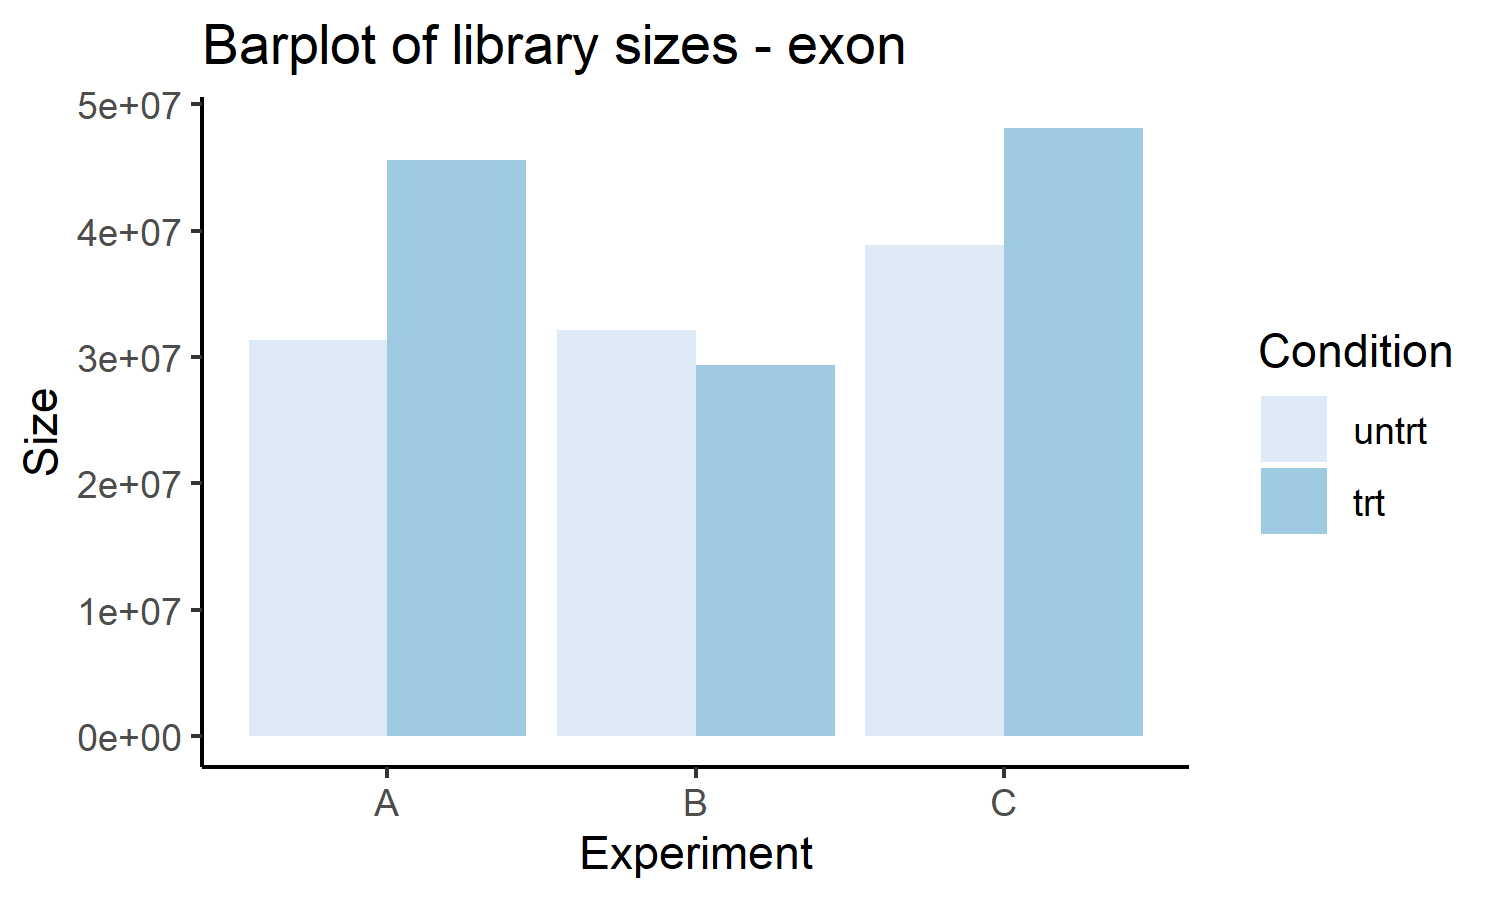 Barplot of library sizes - exon
5e+07
4e+07
3e+07
2e+07
1e+07
0e+00
Size
A
B
C
Experiment
Condition
untrt
trt